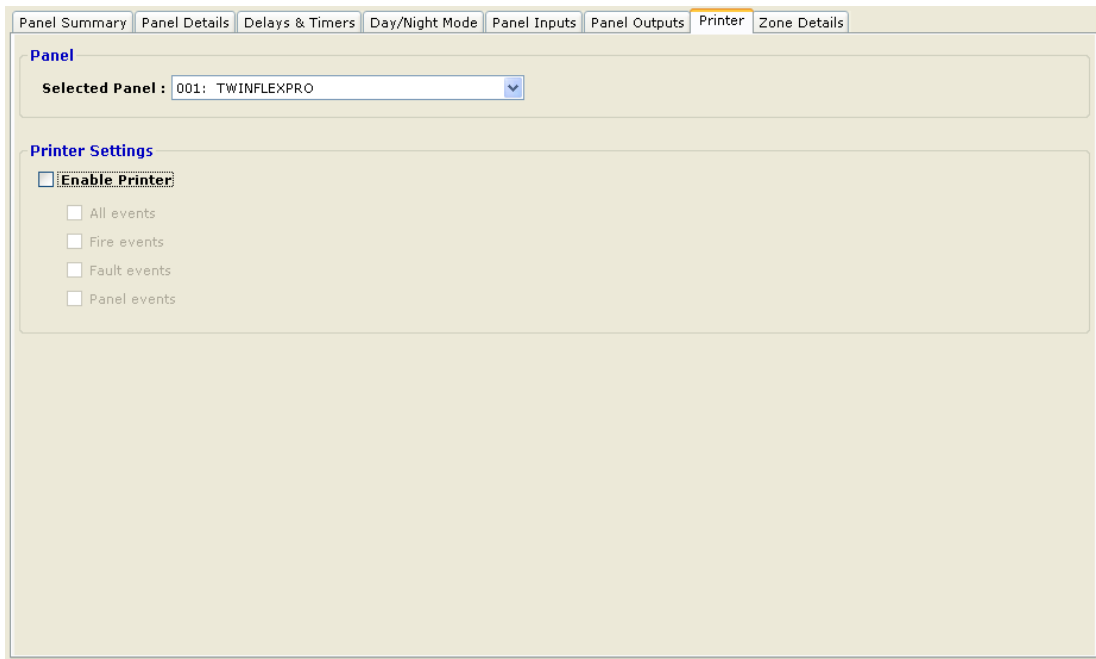 Panel Summary Panel Details Delays & Timers Day/Night Mode Panel Inputs Panel Outputs Printer Zone Details
Panel
Selected Panel : 001: TWINFLEXPRO
Printer Settings
Enable Printer
All events
Fire events
Fault events
Panel events